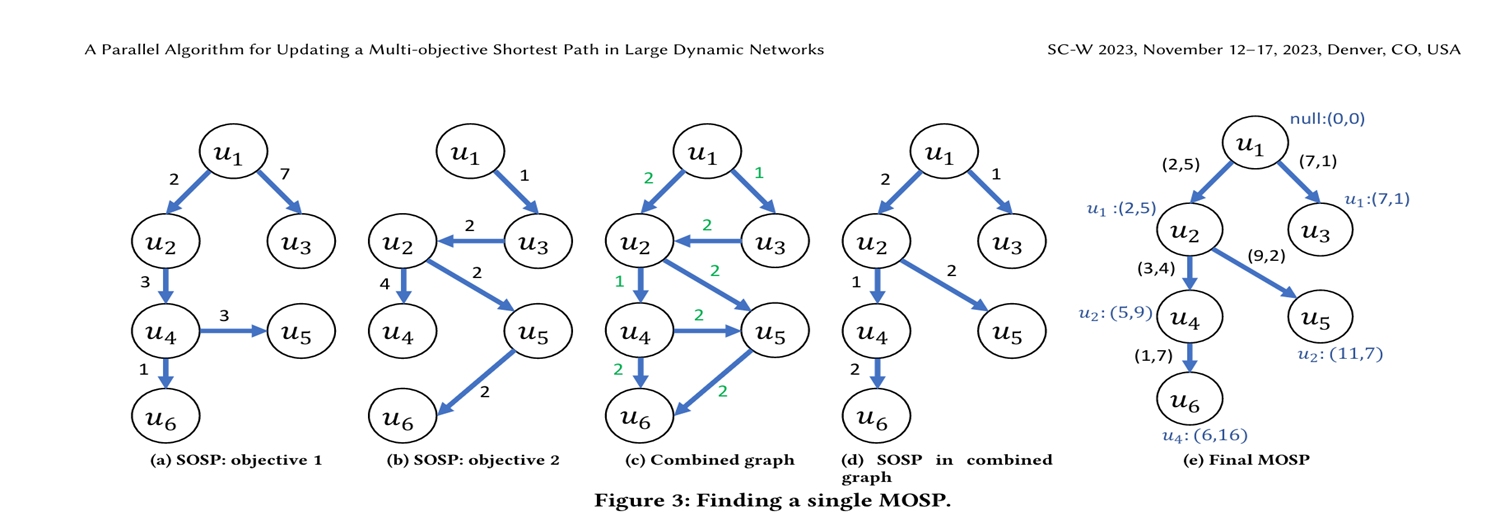 A Parallel Algorithm for Updating a Multi-objective Shortest Path in Large Dynamic Networks
SC-W 2023, November 12–17, 2023, Denver, CO, USA
u1
2
7
u2
u3
3
u4
3
u5
1
u6
(a) SOSP: objective 1
u1
1
u2
2
u3
4
2
u4
u5
2
u6
(b) SOSP: objective 2
u1
2
1
u2
2
u3
1
2
u4
2
u5
2
2
u6
(c) Combined graph
u1
2
1
u2
u3
1
2
u4
u5
2
u6
(d) SOSP in combined
graph
null:(0,0)
u1
(2,5)
(7,1)
u1 :(2,5)
u1:(7,1)
u2
u3
(3,4)
(9,2)
u2: (5,9)
u4
u5
(1,7)
u2: (11,7)
u6
u4: (6,16)
(e) Final MOSP
Figure 3: Finding a single MOSP.